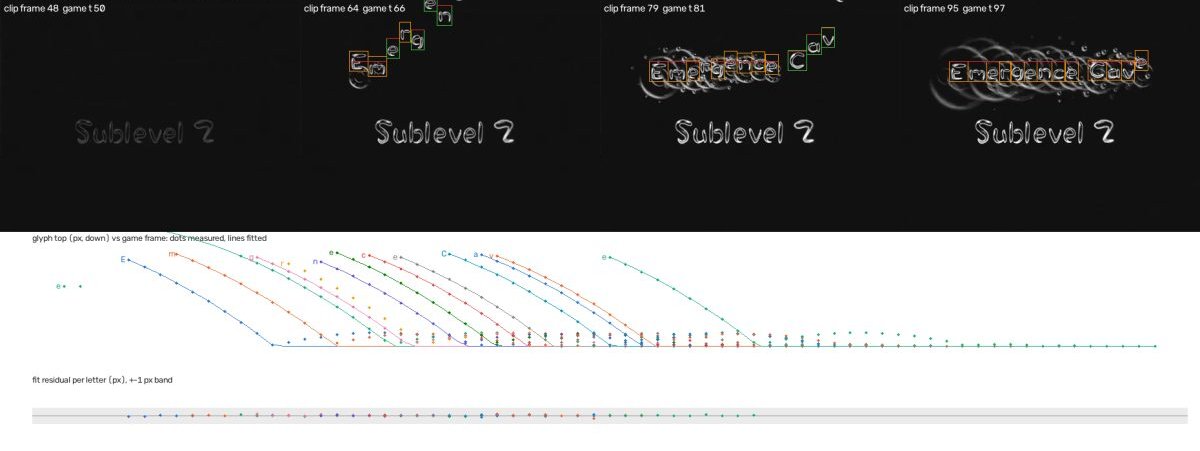 clip frame 48 game t 50
clip frame 64 game t 66
clip frame 79 game t 81
clip frame 95 game t 97
Sublevel 2
E m e r g e n
Sublevel 2
Emergence C a v
Sublevel 2
Emergence Cave
Sublevel 2
glyph top (px, down) vs game frame: dots measured, lines fitted
e E m g r n e c e C a v e
fit residual per letter (px), +-1 px band